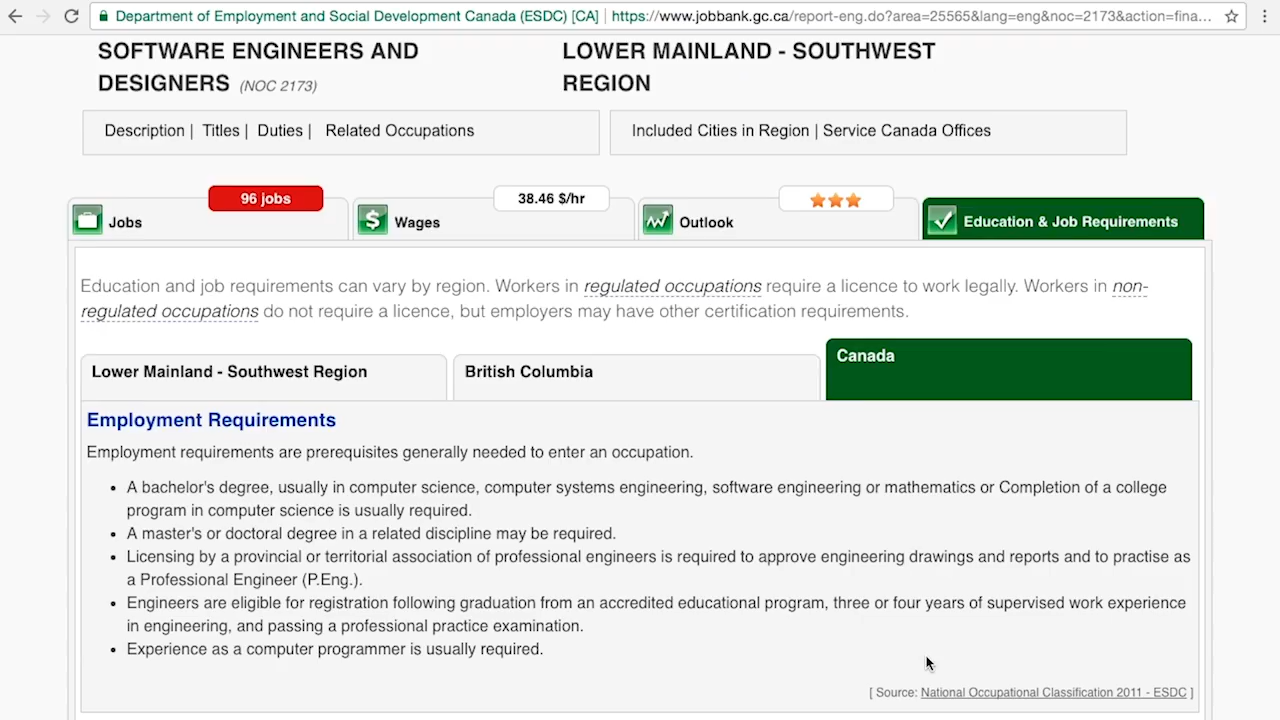 Department of Employment and Social Development Canada (ESDC) [CA] https://www.jobbank.gc.ca/report-eng.do?area=25565&lang=eng&noc=2173&action=fina...
SOFTWARE ENGINEERS AND
DESIGNERS (NOC 2173)
LOWER MAINLAND - SOUTHWEST
REGION
Description | Titles | Duties | Related Occupations
Included Cities in Region | Service Canada Offices
96 jobs
Jobs
38.46 $/hr
Wages
Outlook
Education & Job Requirements
Education and job requirements can vary by region. Workers in regulated occupations require a licence to work legally. Workers in non-
regulated occupations do not require a licence, but employers may have other certification requirements.
Lower Mainland - Southwest Region
British Columbia
Canada
Employment Requirements
Employment requirements are prerequisites generally needed to enter an occupation.
• A bachelor's degree, usually in computer science, computer systems engineering, software engineering or mathematics or Completion of a college
program in computer science is usually required.
• A master's or doctoral degree in a related discipline may be required.
• Licensing by a provincial or territorial association of professional engineers is required to approve engineering drawings and reports and to practise as
a Professional Engineer (P.Eng.).
• Engineers are eligible for registration following graduation from an accredited educational program, three or four years of supervised work experience
in engineering, and passing a professional practice examination.
• Experience as a computer programmer is usually required.
[ Source: National Occupational Classification 2011 - ESDC ]